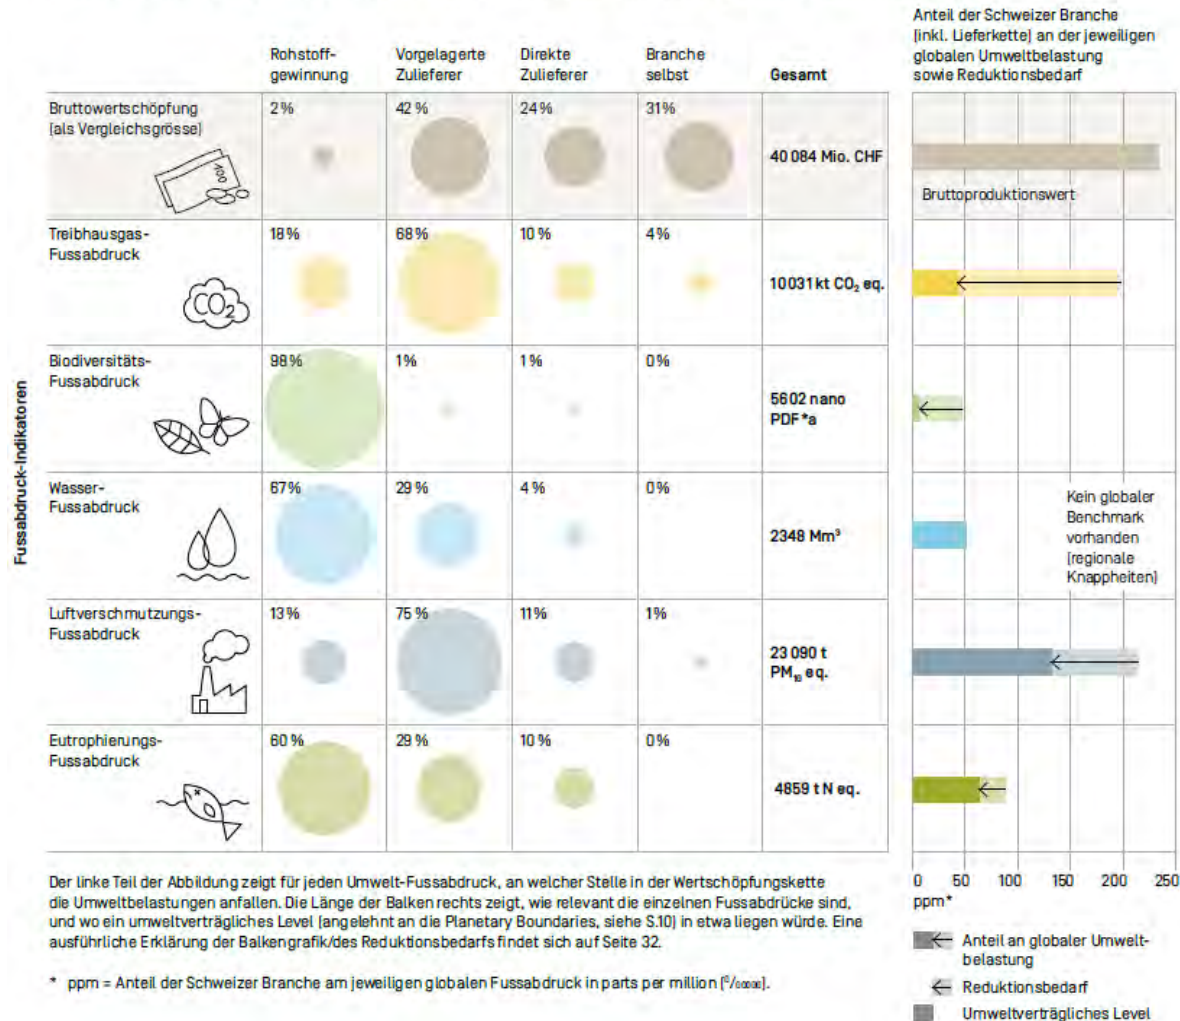 Anteil der Schweizer Branche
(inkl. Lieferkette) an der jeweiligen
globalen Umweltbelastung
sowie Reduktionsbedarf
Rohstoff-
gewinnung
Vorgelagerte
Zulieferer
Direkte
Zulieferer
Branche
selbst
Gesamt
Fussabdruck-Indikatoren
Bruttowertschöpfung
(als Vergleichsgrösse)
100
2%
42%
24%
31%
40 084 Mio. CHF
Bruttoproduktionswert
Treibhausgas-
Fussabdruck
CO2
18%
68%
10%
4%
10 031 kt CO₂ eq.
Biodiversitäts-
Fussabdruck
98%
1%
1%
0%
5602 nano
PDF*a
Wasser-
Fussabdruck
67%
29%
4%
0%
2348 Mm³
Kein globaler
Benchmark
vorhanden
(regionale
Knappheiten)
Luftverschmutzungs-
Fussabdruck
13%
75%
11%
1%
23 090 t
PM₁₀ eq.
Eutrophierungs-
Fussabdruck
60%
29%
10%
0%
4859 t N eq.
0 50 100 150 200 250
ppm*
Der linke Teil der Abbildung zeigt für jeden Umwelt-Fussabdruck, an welcher Stelle in der Wertschöpfungskette
die Umweltbelastungen anfallen. Die Länge der Balken rechts zeigt, wie relevant die einzelnen Fussabdrücke sind,
und wo ein umweltverträgliches Level (angelehnt an die Planetary Boundaries, siehe S.10) in etwa liegen würde. Eine
ausführliche Erklärung der Balkengrafik/des Reduktionsbedarfs findet sich auf Seite 32.
* ppm = Anteil der Schweizer Branche am jeweiligen globalen Fussabdruck in parts per million
Anteil an globaler Umwelt-
belastung
Reduktionsbedarf
Umweltverträgliches Level